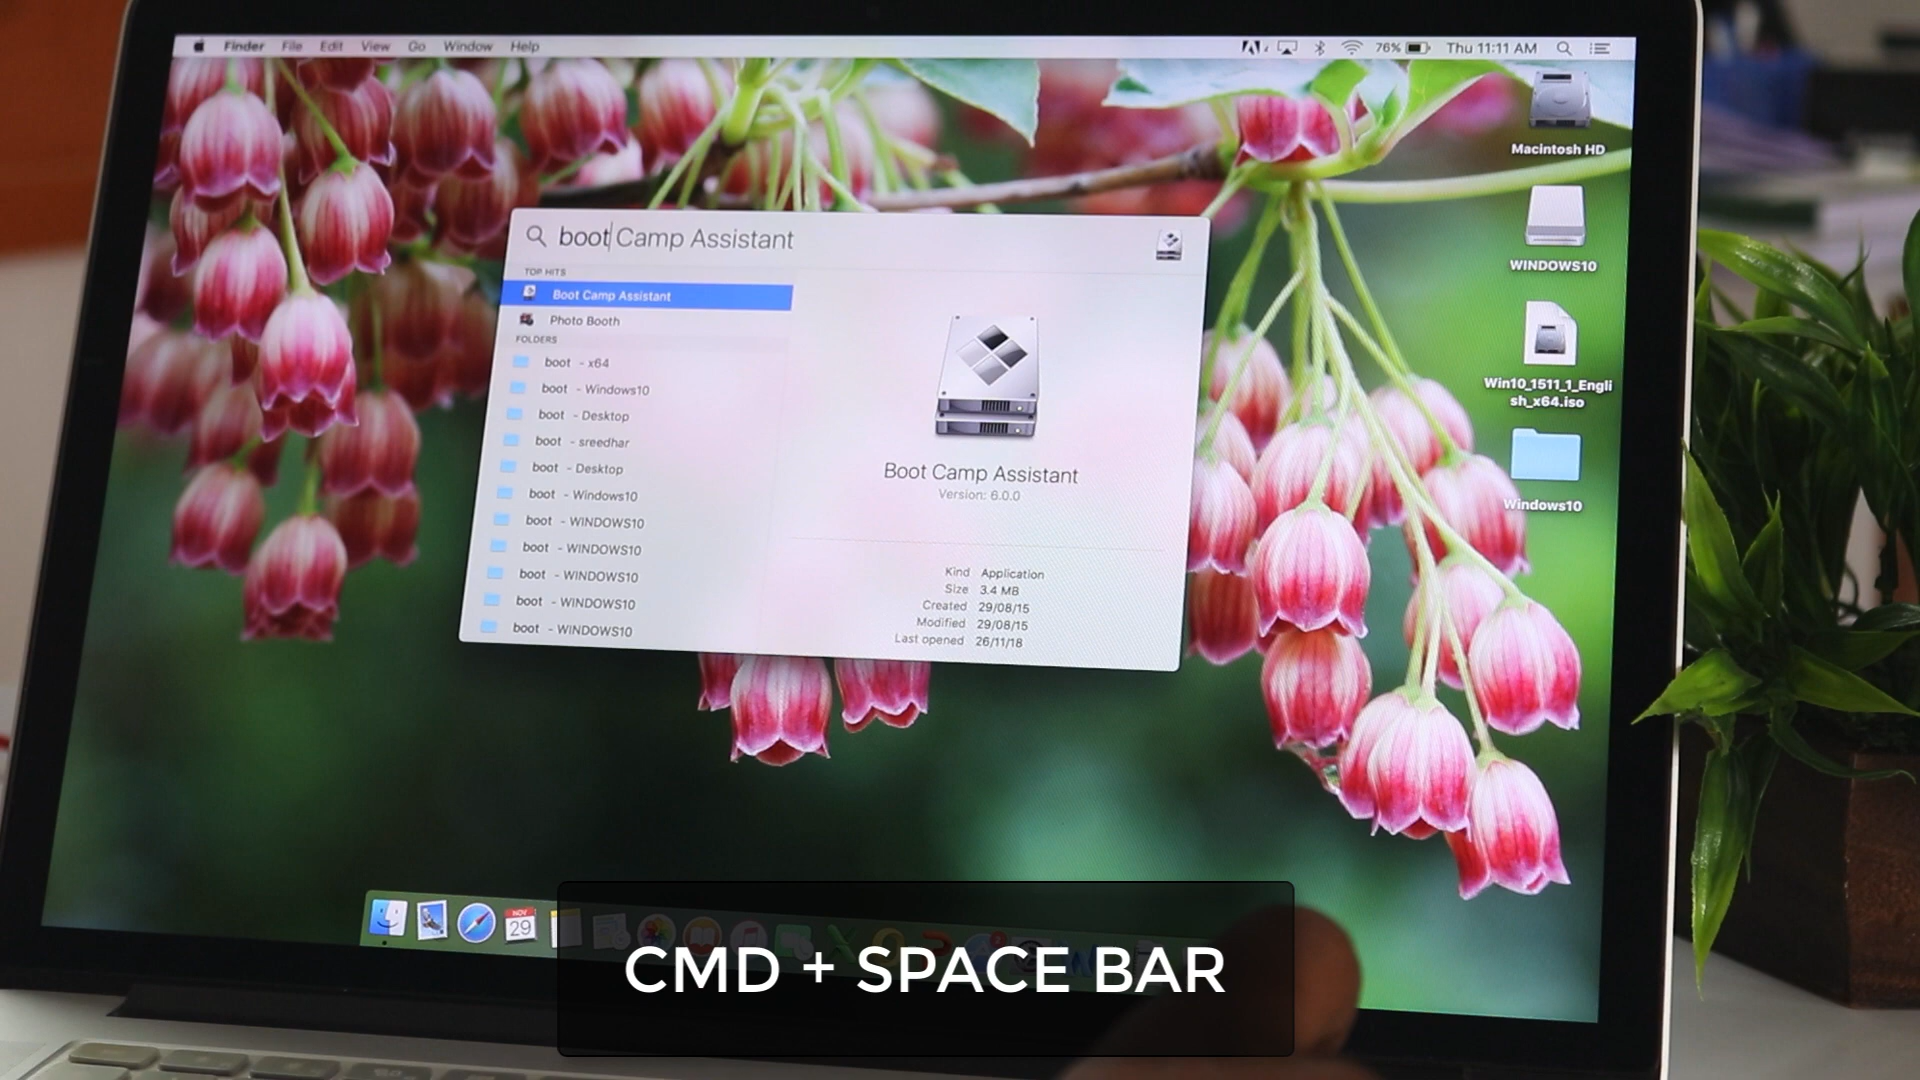 Finder File Edit View Go Window Help
76% Thu 11:11 AM
Macintosh HD
WINDOWS10
Win10_1511_1_Engli
sh_x64.iso
Windows10
boot Camp Assistant
TOP HITS
Boot Camp Assistant
Photo Booth
FOLDERS
boot - x64
boot - Windows10
boot - Desktop
boot - sreedhar
boot - Desktop
boot - Windows10
boot - WINDOWS10
boot - WINDOWS10
boot - WINDOWS10
boot - WINDOWS10
boot - WINDOWS10
Boot Camp Assistant
Version: 6.0.0
Kind Application
Size 3.4 MB
Created 29/08/15
Modified 29/08/15
Last opened 26/11/18
NOV
29
CMD + SPACE BAR